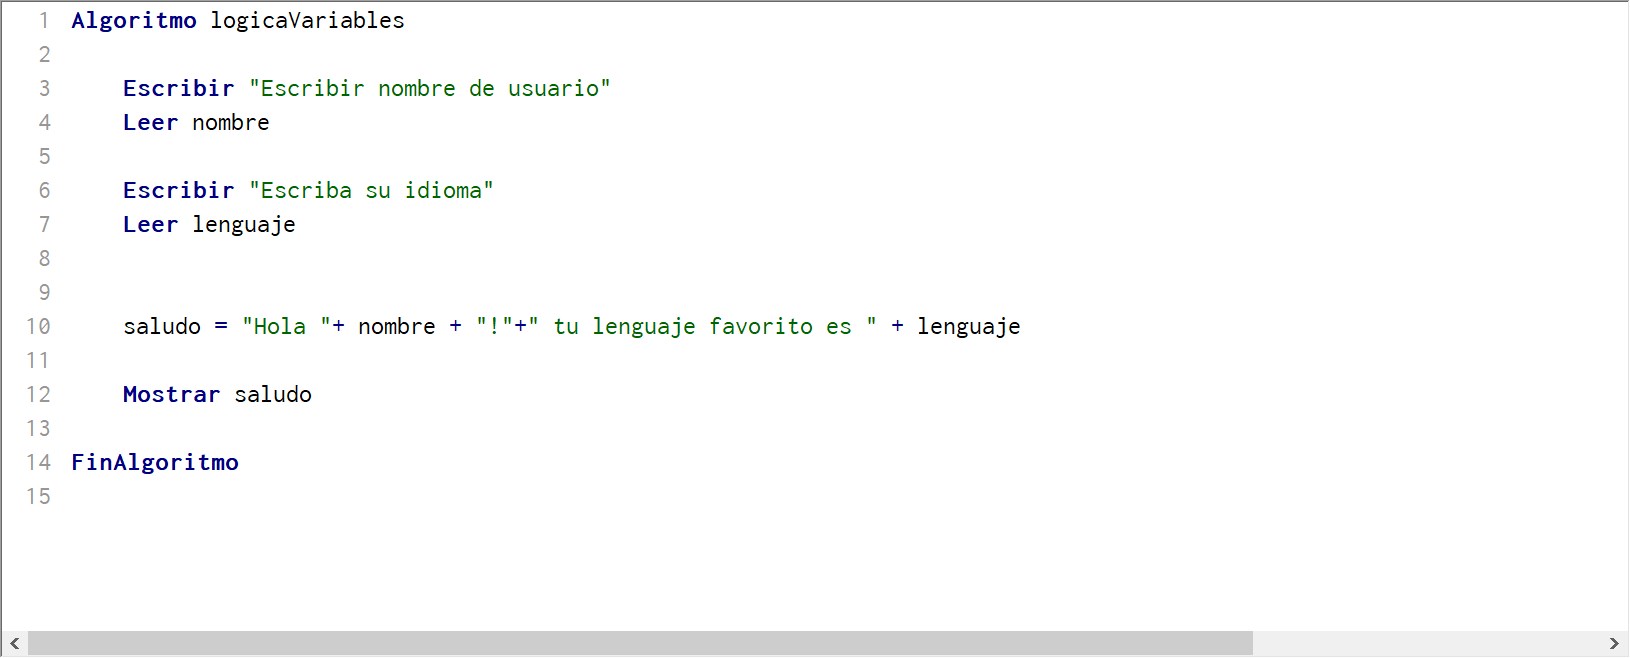 1 Algoritmo logicaVariables
2
3 Escribir "Escribir nombre de usuario"
4 Leer nombre
5
6 Escribir "Escriba su idioma"
7 Leer lenguaje
8
9
10 saludo = "Hola "+ nombre + "!"+" tu lenguaje favorito es " + lenguaje
11
12 Mostrar saludo
13
14 FinAlgoritmo
15